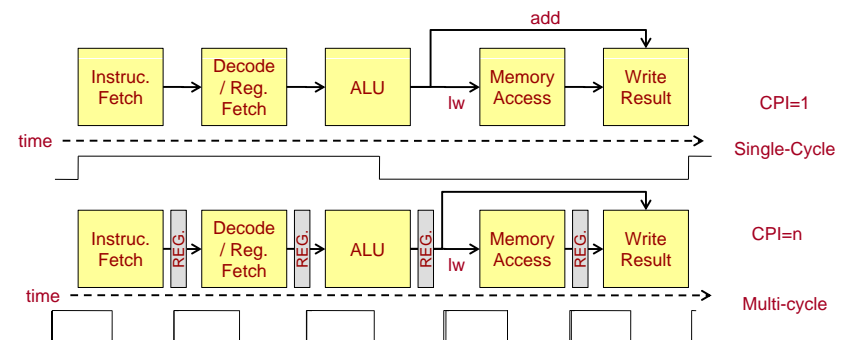 add
Instruc.
Fetch
Decode
/ Reg.
Fetch
ALU
lw
Memory
Access
Write
Result
CPI=1
time
Single-Cycle
Instruc.
Fetch
REG.
Decode
/ Reg.
Fetch
REG.
ALU
REG.
lw
Memory
Access
REG.
Write
Result
CPI=n
time
Multi-cycle